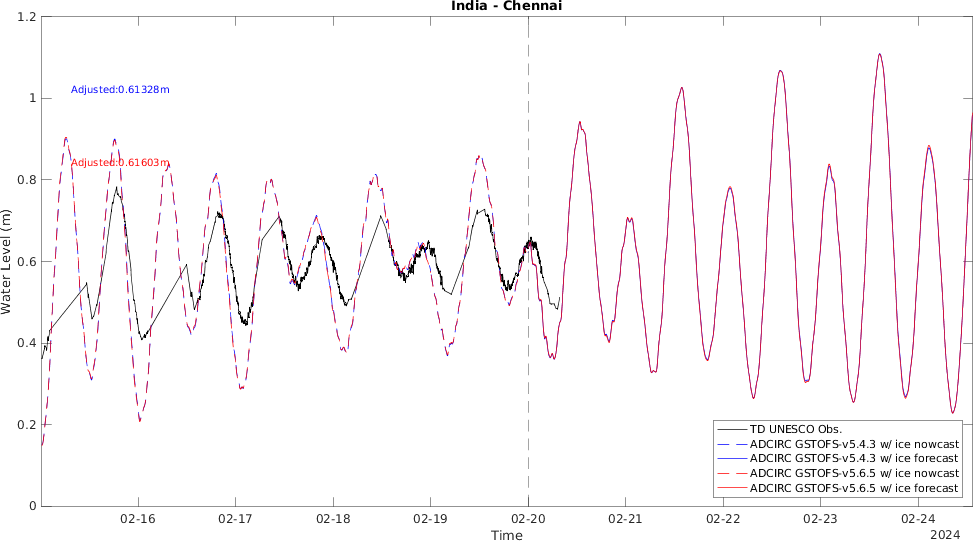 India - Chennai
1.2
1
0.8
0.6
0.4
0.2
0
Water Level (m)
Adjusted:0.61328m
Adjusted:0.61603m
TD UNESCO Obs.
ADCIRC GSTOFS-v5.4.3 w/ ice nowcast
ADCIRC GSTOFS-v5.4.3 w/ ice forecast
ADCIRC GSTOFS-v5.6.5 w/ ice nowcast
ADCIRC GSTOFS-v5.6.5 w/ ice forecast
02-16 02-17 02-18 02-19 02-20 02-21 02-22 02-23 02-24
Time
2024